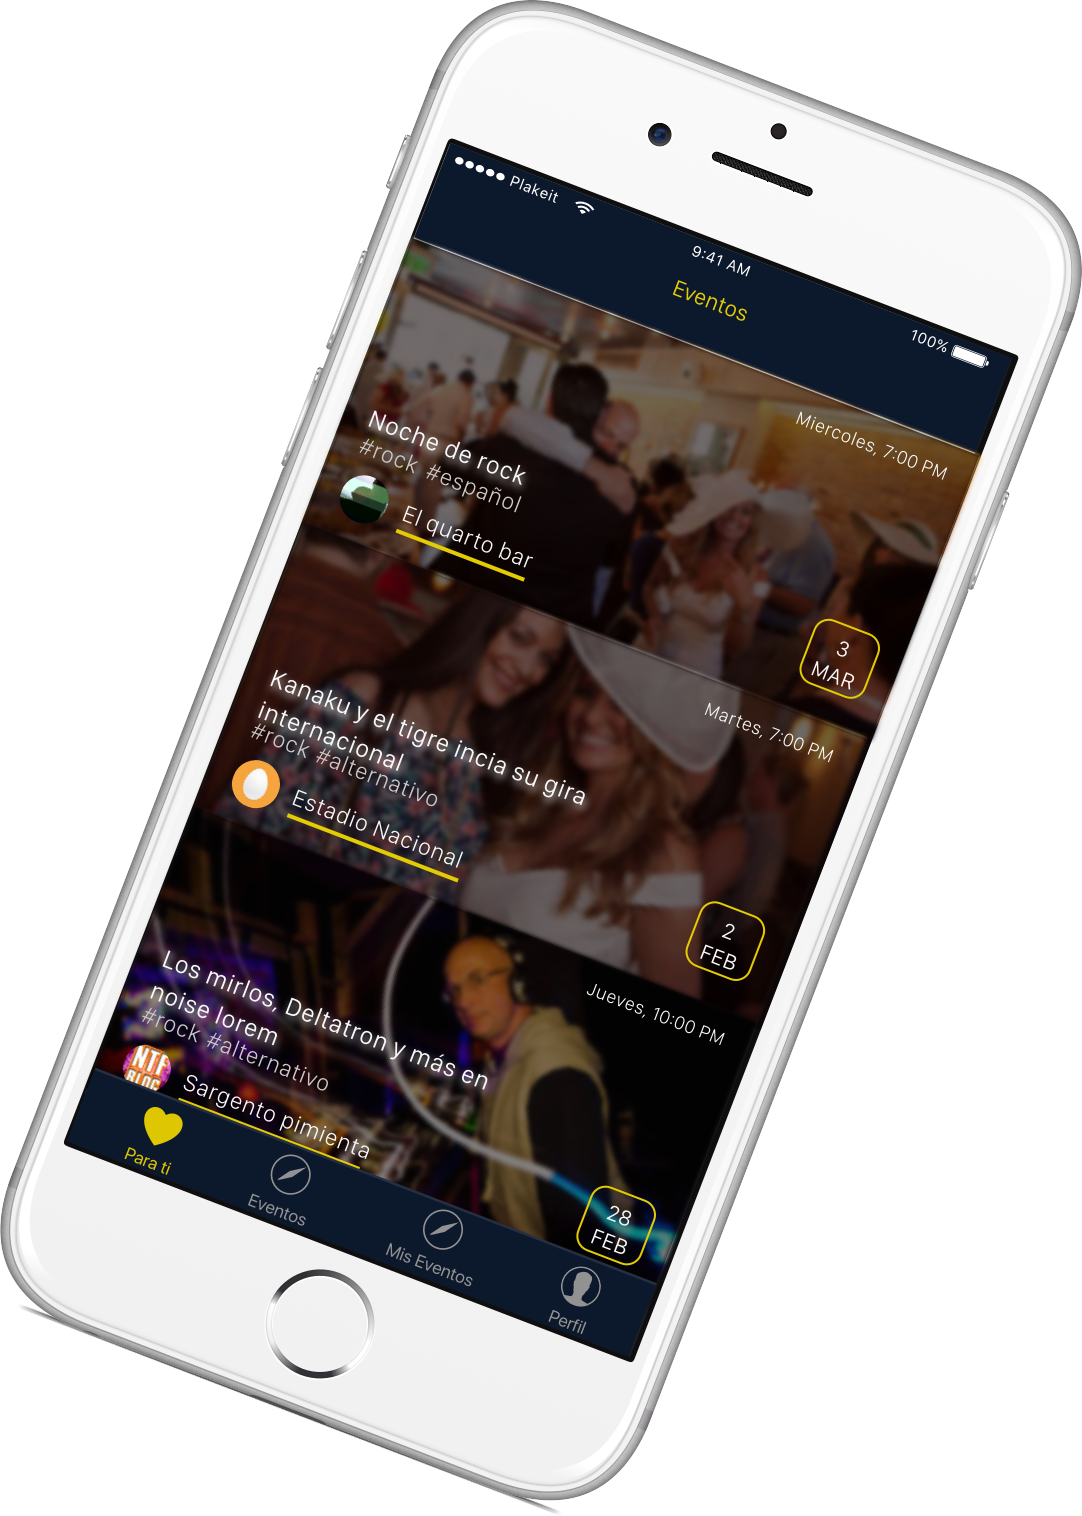 Plakeit
9:41 AM
100%
Eventos
Miercoles, 7:00 PM
Noche de rock
#rock #español
El quarto bar
3
MAR
Martes, 7:00 PM
Kanaku y el tigre incia su gira
internacional
#rock #alternativo
Estadio Nacional
2
FEB
Jueves, 10:00 PM
Los mirlos, Deltatron y más en
noise lorem
#rock #alternativo
NTF
BLOG
Sargento pimienta
28
FEB
Para ti
Eventos
Mis Eventos
Perfil